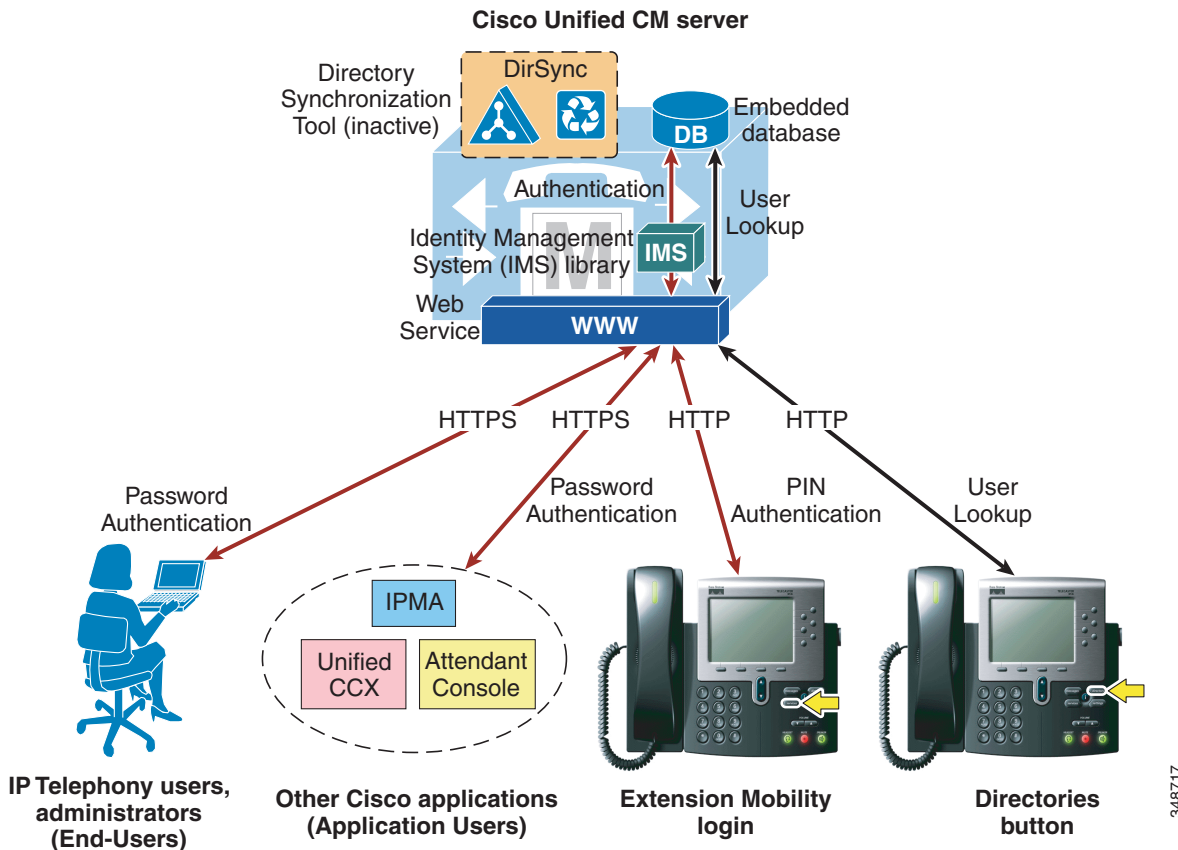 Cisco Unified CM server
Directory
Synchronization
Tool (inactive)
DirSync
DB
Embedded
database
Authentication
User
Lookup
M
Identity Management
System (IMS) library
IMS
Web
Service
WWW
HTTPS
HTTPS
HTTP
HTTP
Password
Authentication
Password
Authentication
PIN
Authentication
User
Lookup
IPMA
Unified
CCX
Attendant
Console
IP Telephony users,
administrators
(End-Users)
Other Cisco applications
(Application Users)
Extension Mobility
login
Directories
button
348717